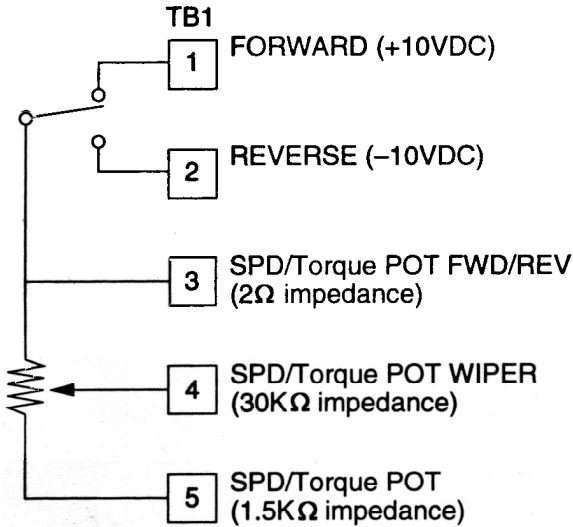 TB1
1 FORWARD (+10VDC)
2 REVERSE (–10VDC)
3 SPD/Torque POT FWD/REV
(2Ω impedance)
4 SPD/Torque POT WIPER
(30KΩ impedance)
5 SPD/Torque POT
(1.5KΩ impedance)